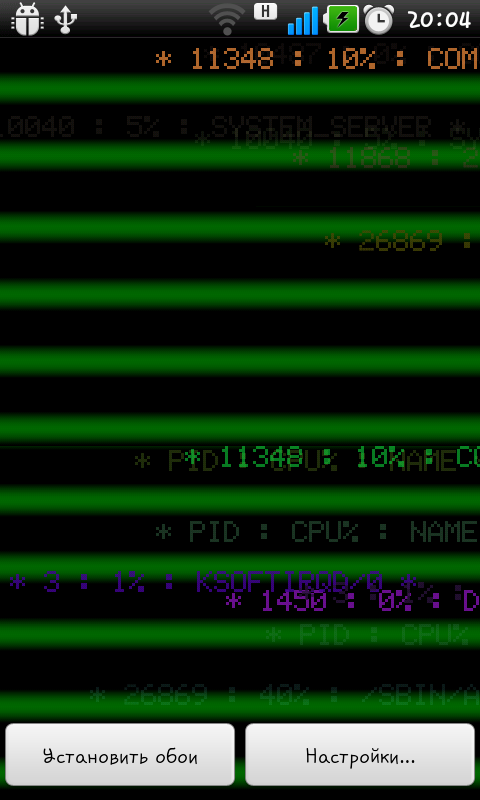 H
20:04
* 11348 : 10% : COM
10040 : 5% : SYSTEM_SERVER *
* 10040 : 5% : Sy
* 11868 : 2
* 26869 :
* PID : CPU% : NAME
* 11348 : 10% : CO
* PID : CPU% : NAME
* 3 : 1% : KSOFTIRQD/0 *
* 1450 : 0% : D
* PID : CPU%
* 26869 : 40% : /SBIN/A
Установить обои
Настройки...